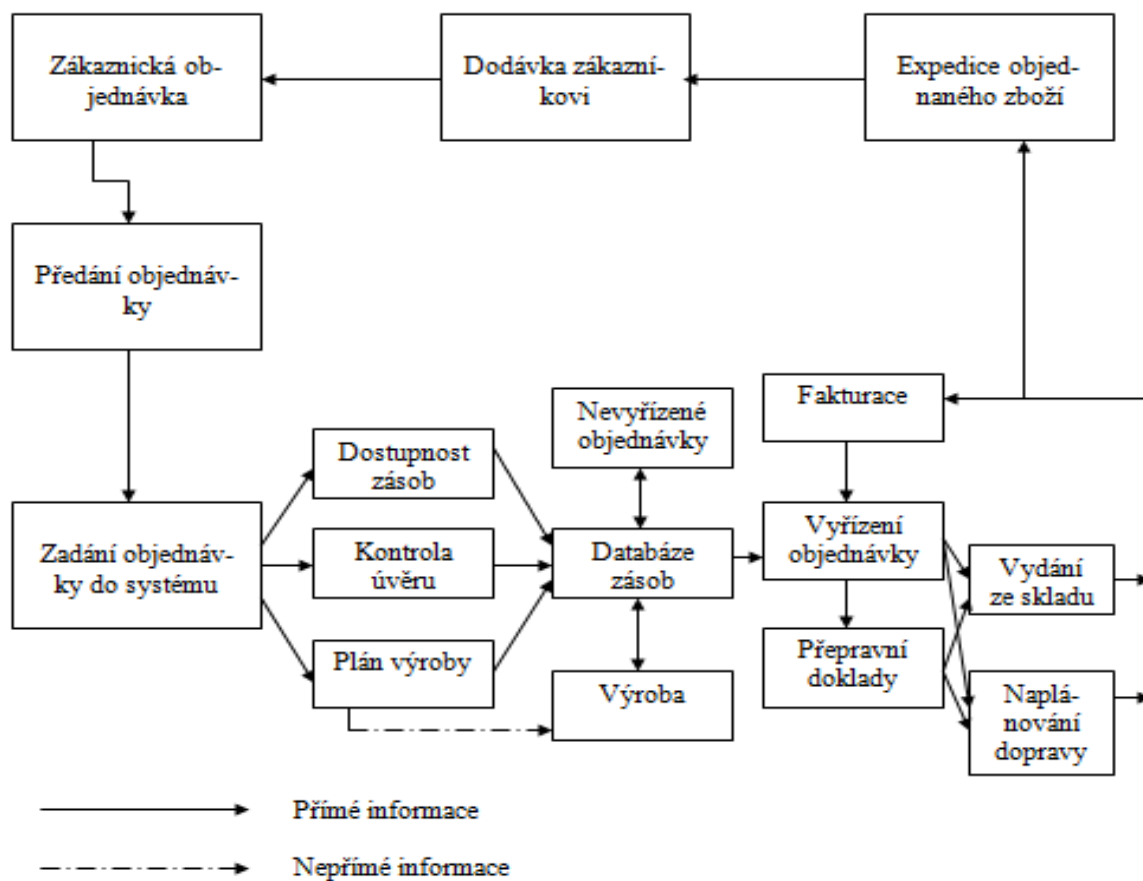 Zákaznická ob-
jednávka
Dodávka zákazní-
kovi
Expedice objed-
naného zboží
Předání objednáv-
ky
Zadání objednáv-
ky do systému
Dostupnost
zásob
Kontrola
úvěru
Plán výroby
Nevyřízené
objednávky
Databáze
zásob
Výroba
Fakturace
Vyřízení
objednávky
Přepravní
doklady
Vydání
ze skladu
Naplá-
nování
dopravy
Přímé informace
Nepřímé informace